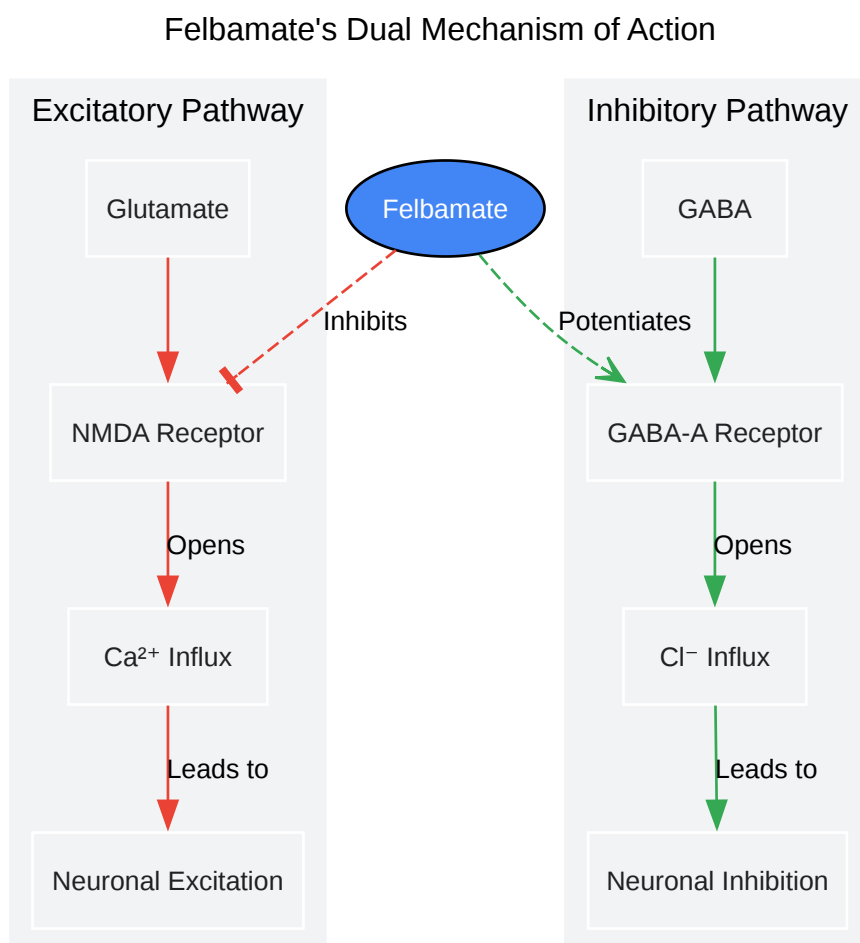 Felbamate's Dual Mechanism of Action
Excitatory Pathway
Inhibitory Pathway
Glutamate
Felbamate
GABA
Inhibits
Potentiates
NMDA Receptor
GABA-A Receptor
Opens
Opens
Ca²⁺ Influx
Cl⁻ Influx
Leads to
Leads to
Neuronal Excitation
Neuronal Inhibition